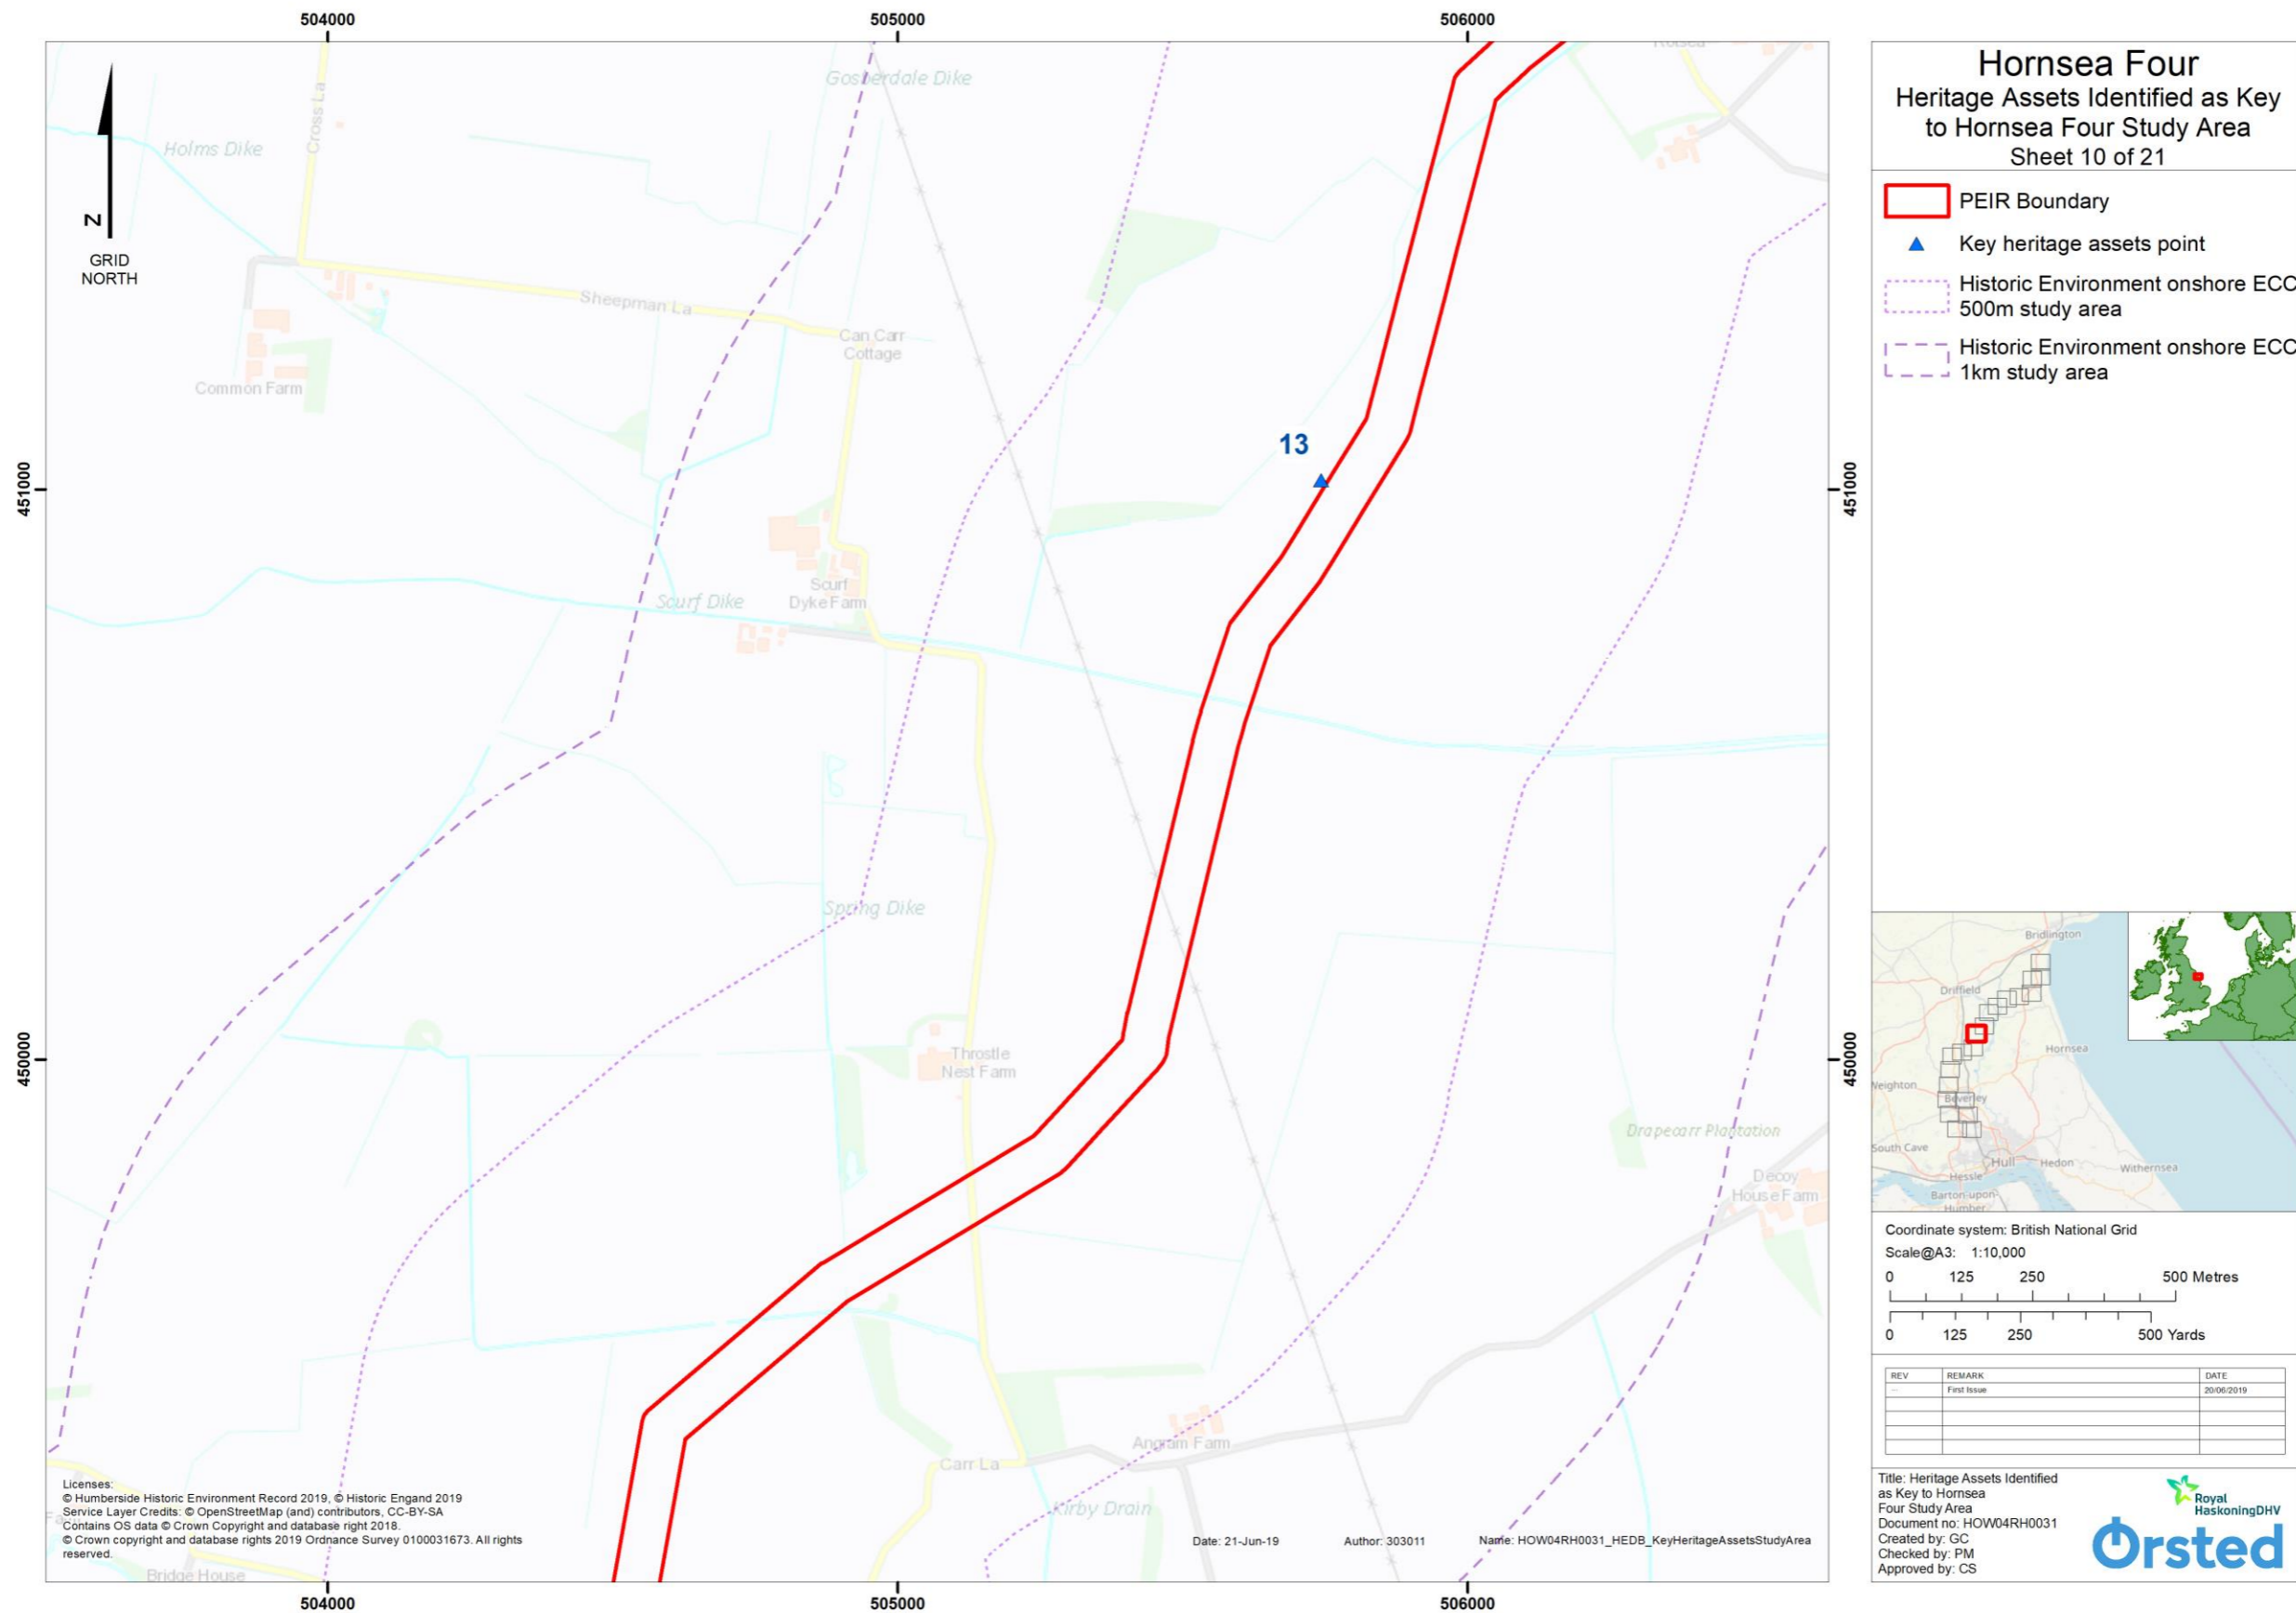 504000
505000
506000
Gosberdale Dike
Holms Dike
Cross La
N
GRID
NORTH
Sheepman La
Can Carr
Cottage
Common Farm
13
451000
451000
Scurf
Dyke Farm
Scurf Dike
Spring Dike
450000
450000
Throstle
Nest Farm
Drapecarr Plantation
Decoy
House Farm
Angram Farm
Carr La
Kirby Drain
Bridge House
Licenses:
© Humberside Historic Environment Record 2019, © Historic Engand 2019
Service Layer Credits: © OpenStreetMap (and) contributors, CC-BY-SA
Contains OS data © Crown Copyright and database right 2018.
© Crown copyright and database rights 2019 Ordnance Survey 0100031673. All rights
reserved.
Date: 21-Jun-19 Author: 303011 Name: HOW04RH0031_HEDB_KeyHeritageAssetsStudyArea
504000
505000
506000
Hornsea Four
Heritage Assets Identified as Key
to Hornsea Four Study Area
Sheet 10 of 21
PEIR Boundary
Key heritage assets point
Historic Environment onshore ECC
500m study area
Historic Environment onshore ECC
1km study area
Bridlington
Driffield
Hornsea
Weighton
Beverley
South Cave
Hull
Hedon
Withernsea
Hessle
Barton-upon-
Humber
Coordinate system: British National Grid
Scale@A3: 1:10,000
0 125 250 500 Metres
0 125 250 500 Yards
REV REMARK DATE
-- First Issue 20/06/2019
Title: Heritage Assets Identified
as Key to Hornsea
Four Study Area
Document no: HOW04RH0031
Created by: GC
Checked by: PM
Approved by: CS
Royal
HaskoningDHV
Ørsted